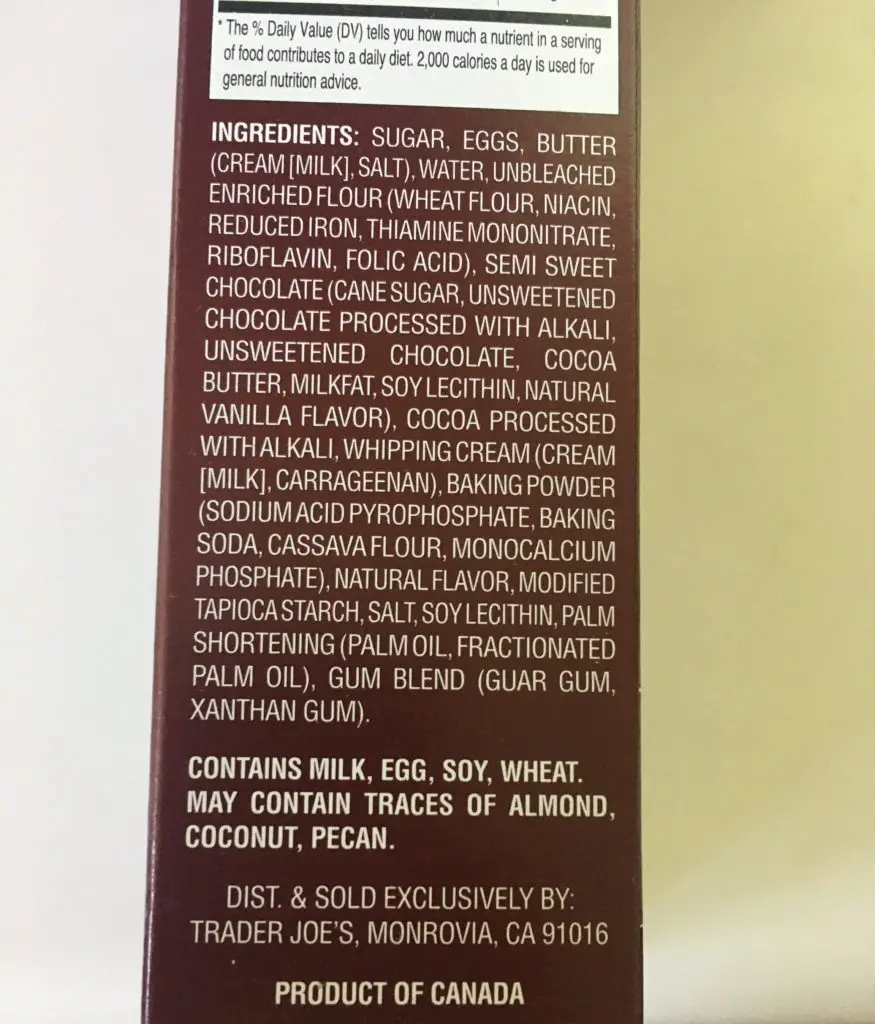 * The % Daily Value (DV) tells you how much a nutrient in a serving
of food contributes to a daily diet. 2,000 calories a day is used for
general nutrition advice.
INGREDIENTS: SUGAR, EGGS, BUTTER
(CREAM [MILK], SALT), WATER, UNBLEACHED
ENRICHED FLOUR (WHEAT FLOUR, NIACIN,
REDUCED IRON, THIAMINE MONONITRATE,
RIBOFLAVIN, FOLIC ACID), SEMI SWEET
CHOCOLATE (CANE SUGAR, UNSWEETENED
CHOCOLATE PROCESSED WITH ALKALI,
UNSWEETENED CHOCOLATE, COCOA
BUTTER, MILKFAT, SOY LECITHIN, NATURAL
VANILLA FLAVOR), COCOA PROCESSED
WITH ALKALI, WHIPPING CREAM (CREAM
[MILK], CARRAGEENAN), BAKING POWDER
(SODIUM ACID PYROPHOSPHATE, BAKING
SODA, CASSAVA FLOUR, MONOCALCIUM
PHOSPHATE), NATURAL FLAVOR, MODIFIED
TAPIOCA STARCH, SALT, SOY LECITHIN, PALM
SHORTENING (PALM OIL, FRACTIONATED
PALM OIL), GUM BLEND (GUAR GUM,
XANTHAN GUM).
CONTAINS MILK, EGG, SOY, WHEAT.
MAY CONTAIN TRACES OF ALMOND,
COCONUT, PECAN.
DIST. & SOLD EXCLUSIVELY BY:
TRADER JOE'S, MONROVIA, CA 91016
PRODUCT OF CANADA